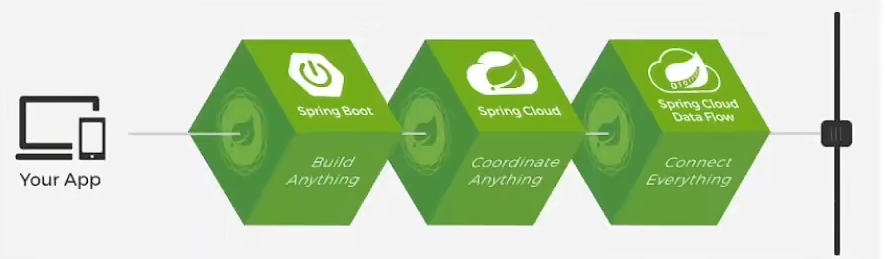 Your App
Spring Boot
Build
Anything
Spring Cloud
Coordinate
Anything
Spring Cloud
Data Flow
Connect
Everything